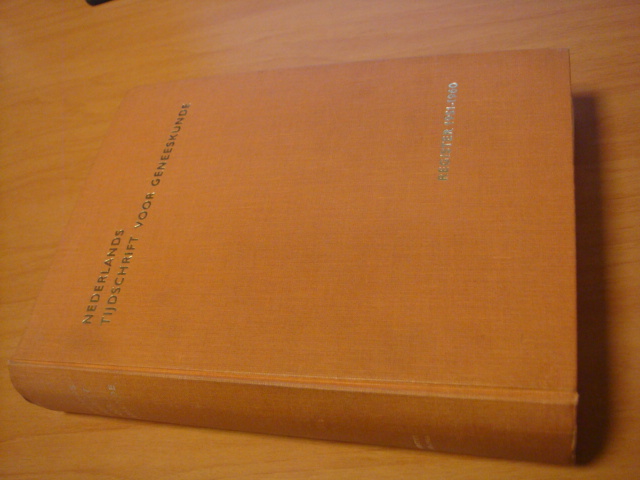 NEDERLANDS
TIJDSCHRIFT VOOR GENEESKUNDE
REGISTER